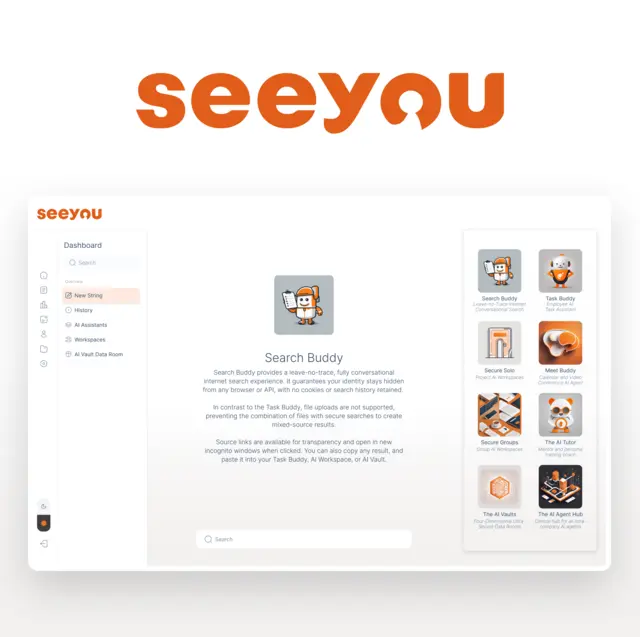 seeyou
seeyou
Dashboard
Search
Overview
New String
History
AI Assistants
Workspaces
AI Vault Data Room
Search Buddy
Search Buddy provides a leave-no-trace, fully conversational
internet search experience. It guarantees your identity stays hidden
from any browser or API, with no cookies or search history retained.
In contrast to the Task Buddy, file uploads are not supported,
preventing the combination of files with secure searches to create
mixed-source results.
Source links are available for transparency and open in new
incognito windows when clicked. You can also copy any result, and
paste it into your Task Buddy, AI Workspace, or AI Vault.
Search
Search Buddy
Leave-no-Trace Internet
Conversational Search
Task Buddy
Employee AI
Task Assistant
Secure Solo
Project AI Workspaces
Meet Buddy
Calendar and video
Conference AI Agent
Secure Groups
Group AI Workspaces
The AI Tutor
Mentor and personal
training coach
The AI Vaults
Four-Dimensional Ultra
Secure Data Rooms
The AI Agent Hub
Central hub for all
company AI agents